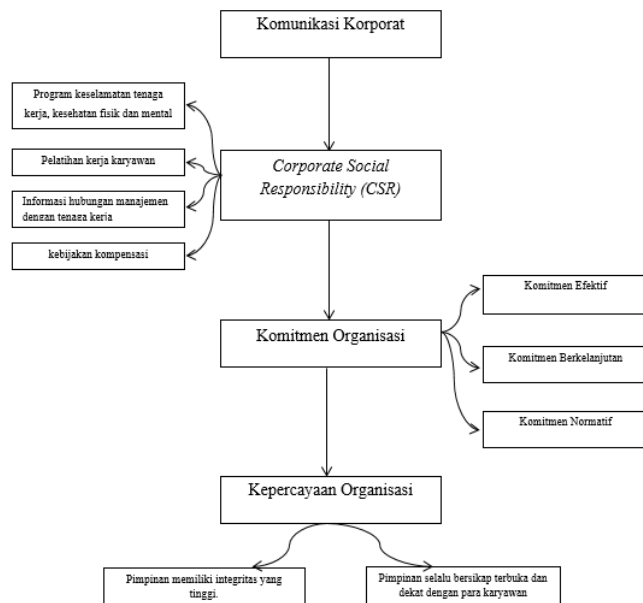 Komunikasi Korporat
Program keselamatan tenaga
kerja, kesehatan fisik dan mental
Pelatihan kerja karyawan
Informasi hubungan manajemen
dengan tenaga kerja
kebijakan kompensasi
Corporate Social
Responsibility (CSR)
Komitmen Organisasi
Komitmen Efektif
Komitmen Berkelanjutan
Komitmen Normatif
Kepercayaan Organisasi
Pimpinan memiliki integritas yang
tinggi.
Pimpinan selalu bersikap terbuka dan
dekat dengan para karyawan